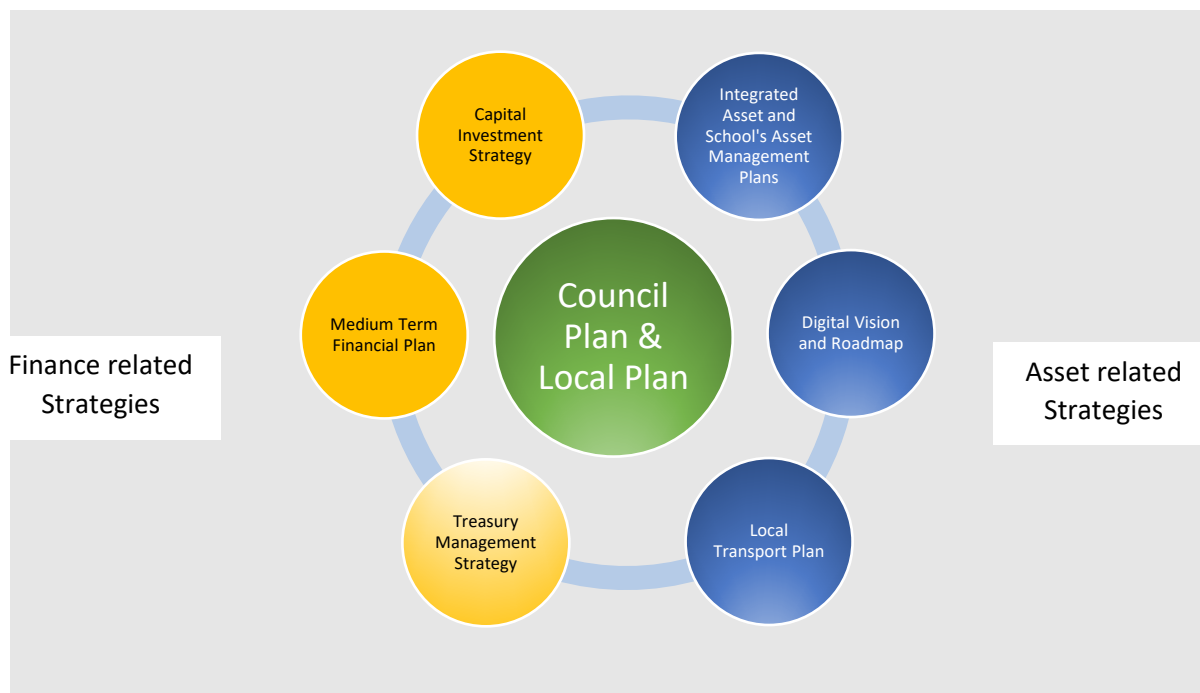 Capital
Investment
Strategy
Integrated
Asset and
School's Asset
Management
Plans
Medium Term
Financial Plan
Council
Plan &
Local Plan
Digital Vision
and Roadmap
Finance related
Strategies
Asset related
Strategies
Treasury
Management
Strategy
Local
Transport Plan